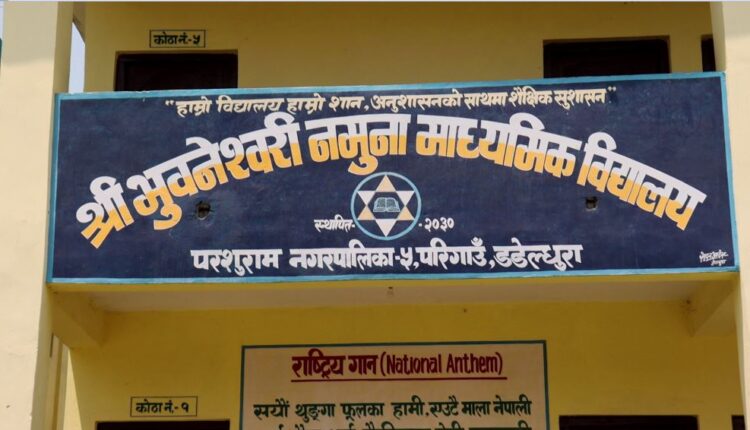 कोठा नं.-५
"हाम्रो विद्यालय हाम्रो शान, अनुशासनको साथमा शैक्षिक सुशासन"
श्री भुवनेश्वरी नमुना माध्यमिक विद्यालय
स्थापित - २०३०
परशुराम नगरपालिका-५, परिगाउँ, डडेल्धुरा
राष्ट्रिय गान (National Anthem)
कोठा नं.-१
सयौं थुङ्गा फूलका हामी, एउटै माला नेपाली